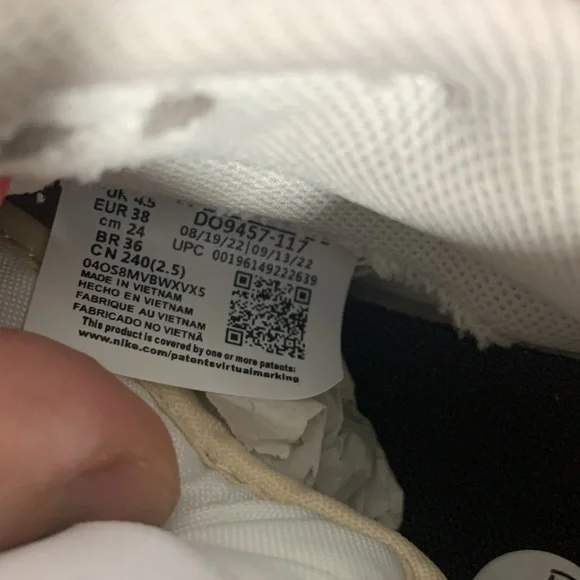 UK 4.5
EUR 38
cm 24
BR 36
CN 240(2.5)
04OS8MVBWXVX5
MADE IN VIETNAM
HECHO EN VIETNAM
FABRIQUE AU VIETNAM
FABRICADO NO VIETNÃ
DO9457-117
08/19/22|09/13/22
UPC 00196149222639
This product is covered by one or more patents:
www.nike.com/patentsvirtualmarking